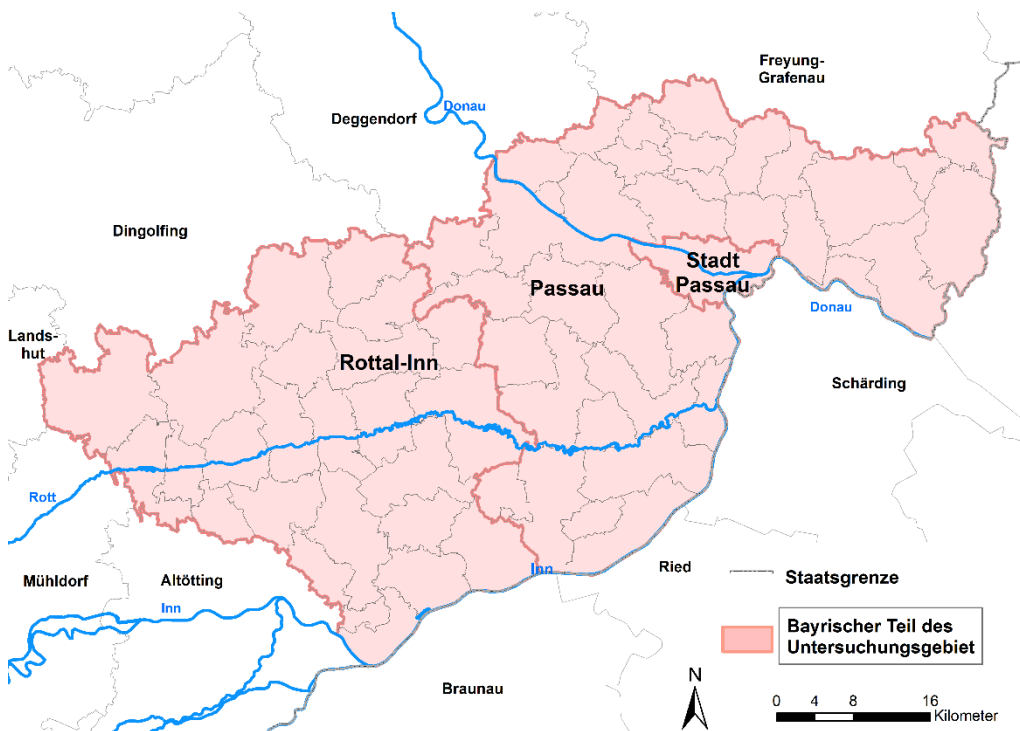 Freyung-
Grafenau
Donau
Deggendorf
Dingolfing
Stadt
Passau
Passau
Donau
Lands-
hut
Rottal-Inn
Schärding
Rott
Inn
Ried
Mühldorf
Altötting
Inn
Braunau
Staatsgrenze
Bayrischer Teil des
Untersuchungsgebiet
N
0 4 8 16
Kilometer